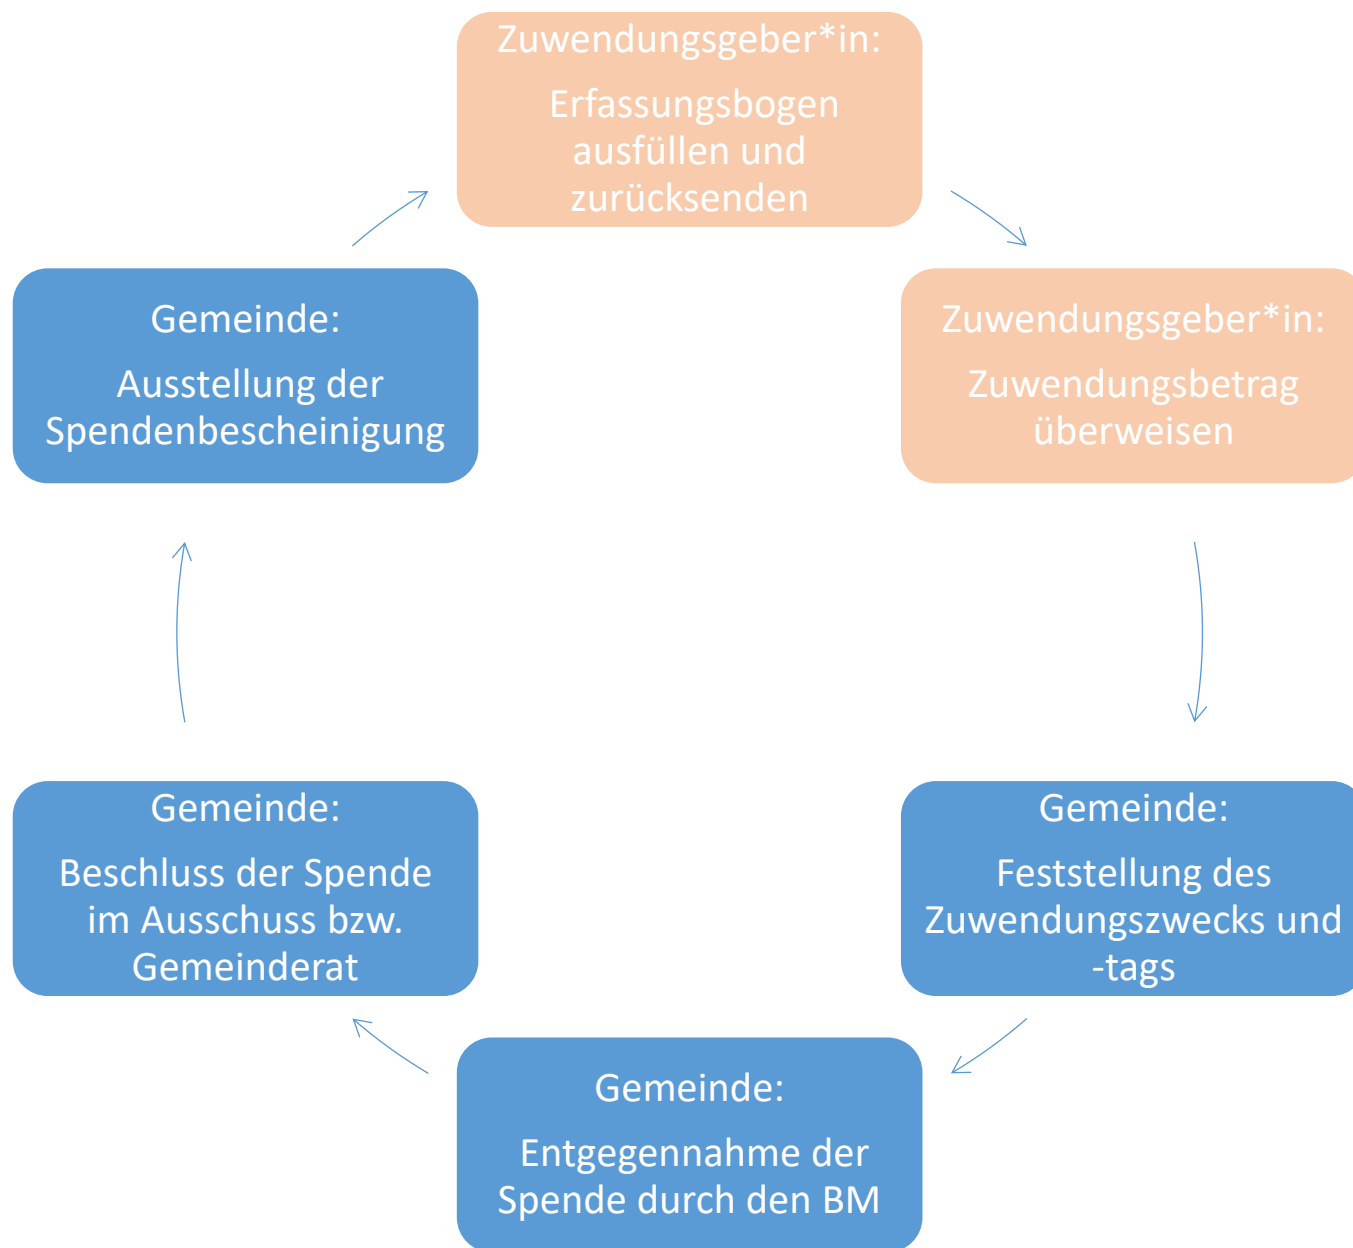 Zuwendungsgeber*in:
Erfassungsbogen
ausfüllen und
zurücksenden
Zuwendungsgeber*in:
Zuwendungsbetrag
überweisen
Gemeinde:
Feststellung des
Zuwendungszwecks und
-tags
Gemeinde:
Entgegennahme der
Spende durch den BM
Gemeinde:
Beschluss der Spende
im Ausschuss bzw.
Gemeinderat
Gemeinde:
Ausstellung der
Spendenbescheinigung